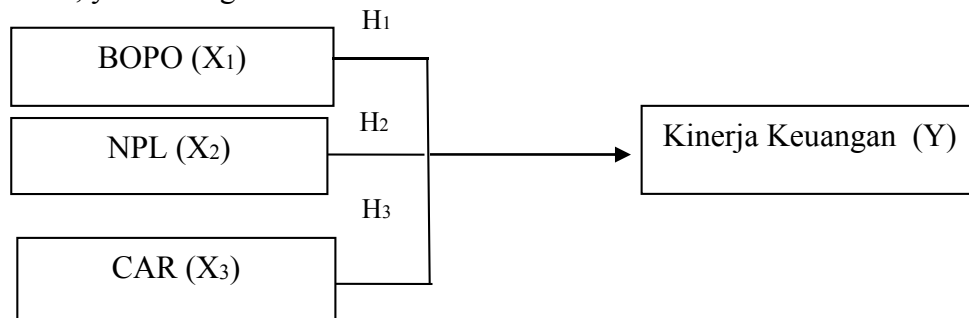 H1
BOPO (X1)
H2
NPL (X2)
Kinerja Keuangan (Y)
H3
CAR (X3)